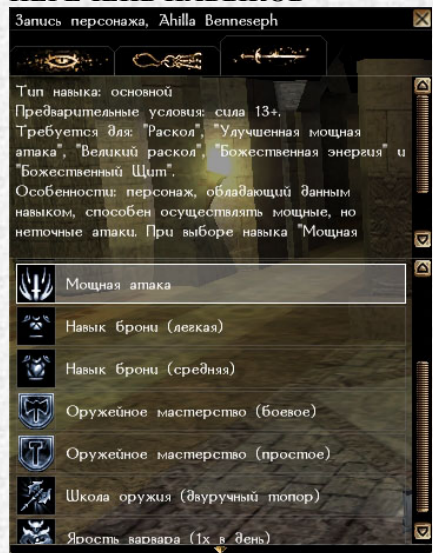 Запись персонажа, Ahilla Benneseph
Тип навыка: основной
Предварительные условия: сила 13+.
Требуется для: "Раскол", "Улучшенная мощная
атака", "Великий раскол", "Божественная энергия" и
"Божественный Щит".
Особенности: персонаж, обладающий данным
навыком, способен осуществлять мощные, но
неточные атаки. При выборе навыка "Мощная
Мощная атака
Навык брони (легкая)
Навык брони (средняя)
Оружейное мастерство (боевое)
Оружейное мастерство (простое)
Школа оружия (двуручный топор)
Ярость варвара (1х в день)